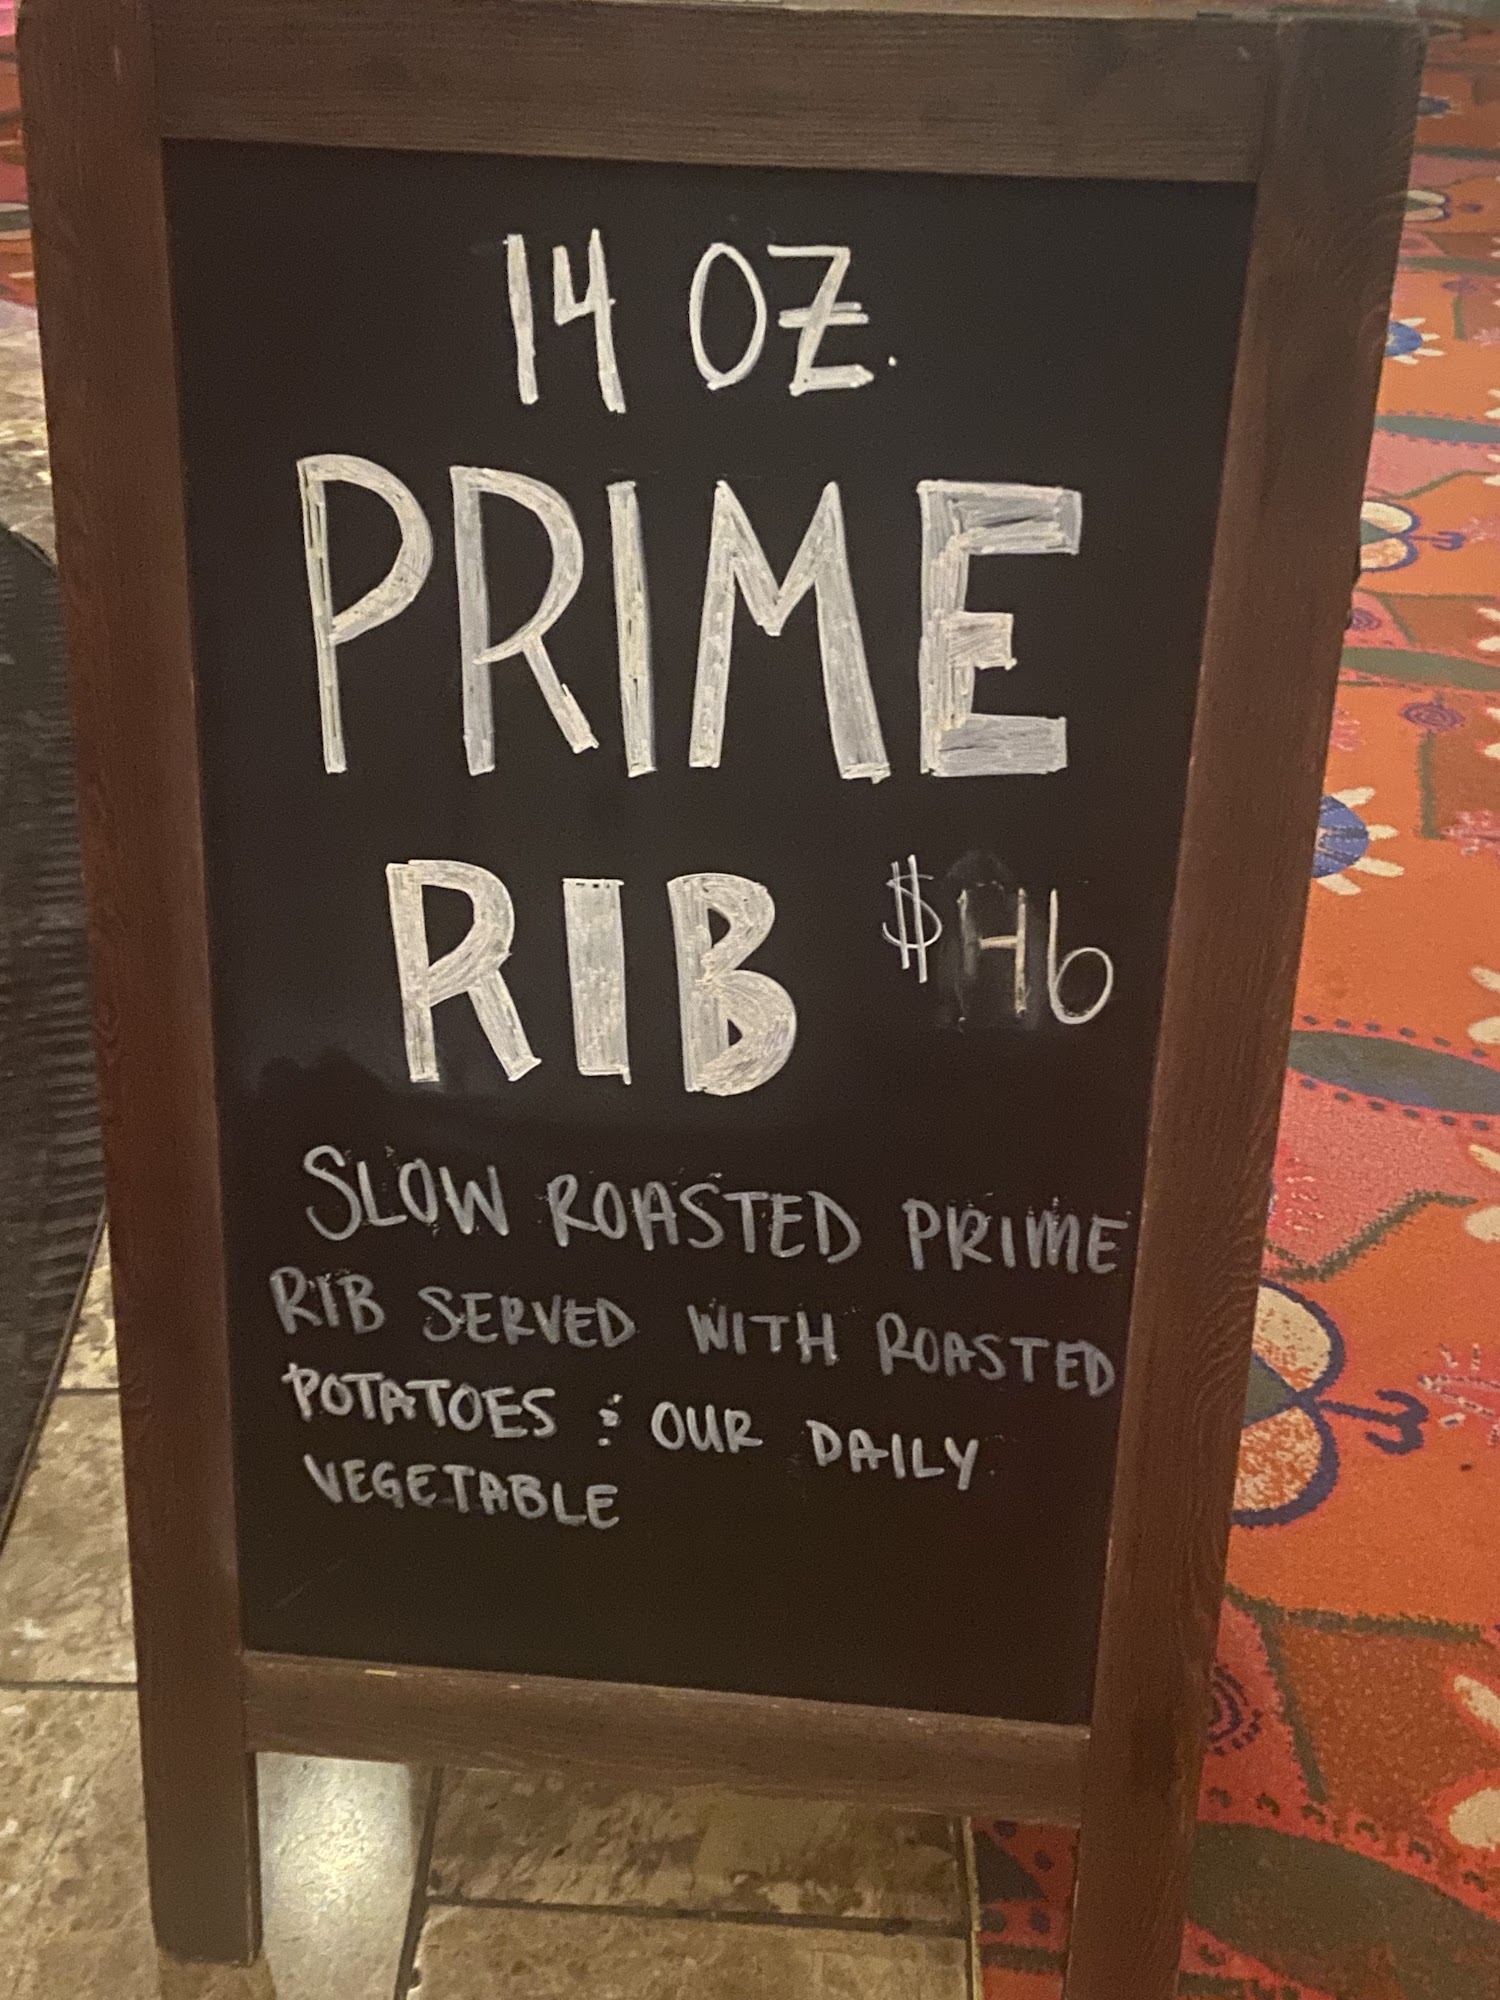 14 OZ.
PRIME
RIB $46
SLOW ROASTED PRIME
RIB SERVED WITH ROASTED
POTATOES & OUR DAILY
VEGETABLE